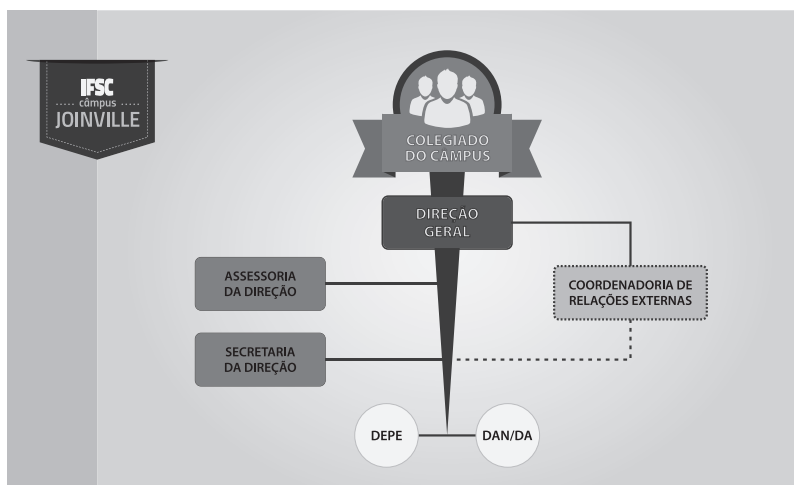 IFSC
câmpus
JOINVILLE
COLEGIADO
DO CAMPUS
DIREÇÃO
GERAL
ASSESSORIA
DA DIREÇÃO
COORDENADORIA DE
RELAÇÕES EXTERNAS
SECRETARIA
DA DIREÇÃO
DEPE
DAN/DA